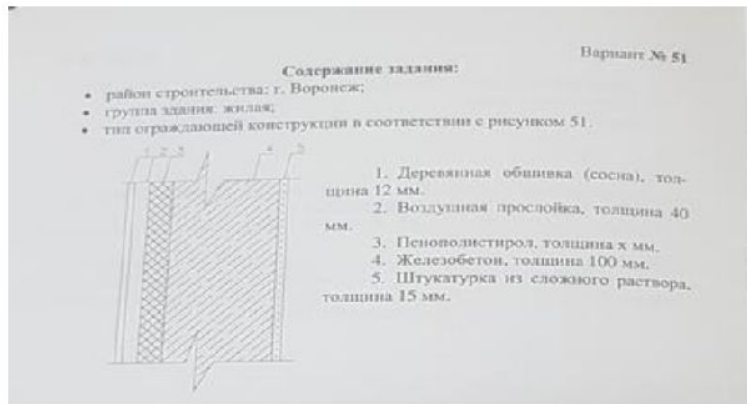 Вариант № 51
Содержание задания:
• район строительства: г. Воронеж;
• группа здания: жилая;
• тип ограждающей конструкции в соответствии с рисунком 51.
1 2 3 4 5
1. Деревянная обшивка (сосна), тол-
щина 12 мм.
2. Воздушная прослойка, толщина 40
мм.
3. Пенополистирол, толщина х мм.
4. Железобетон, толщина 100 мм.
5. Штукатурка из сложного раствора,
толщина 15 мм.